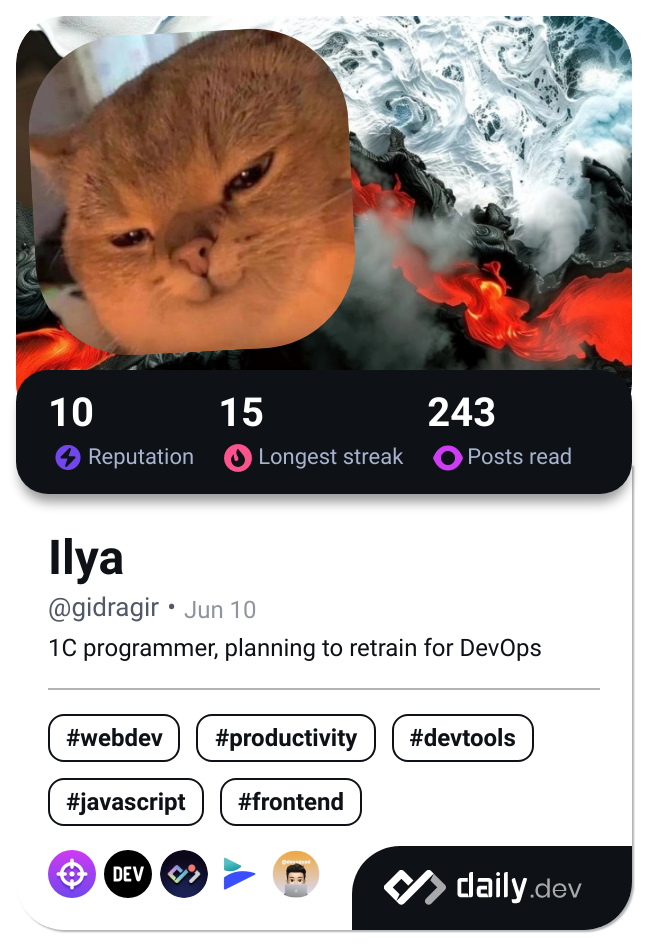 10 15 243
Reputation Longest streak Posts read
Ilya
@gidragir • Jun 10
1C programmer, planning to retrain for DevOps
#webdev #productivity #devtools
#javascript #frontend
DEV
daily.dev